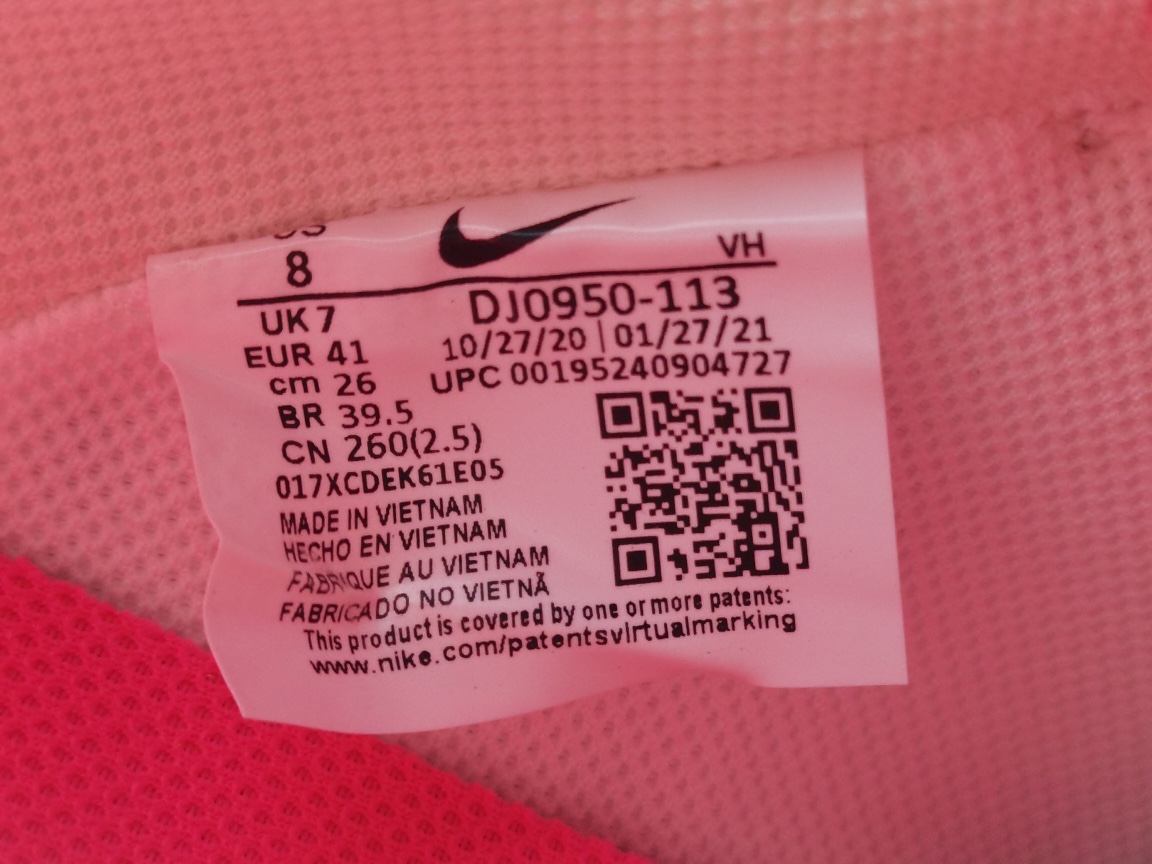 US
8
VH
UK 7
EUR 41
cm 26
BR 39.5
CN 260(2.5)
DJ0950-113
10/27/20 | 01/27/21
UPC 00195240904727
017XCDEK61E05
MADE IN VIETNAM
HECHO EN VIETNAM
FABRIQUE AU VIETNAM
FABRICADO NO VIETNÃ
This product is covered by one or more patents:
www.nike.com/patentsvirtualmarking